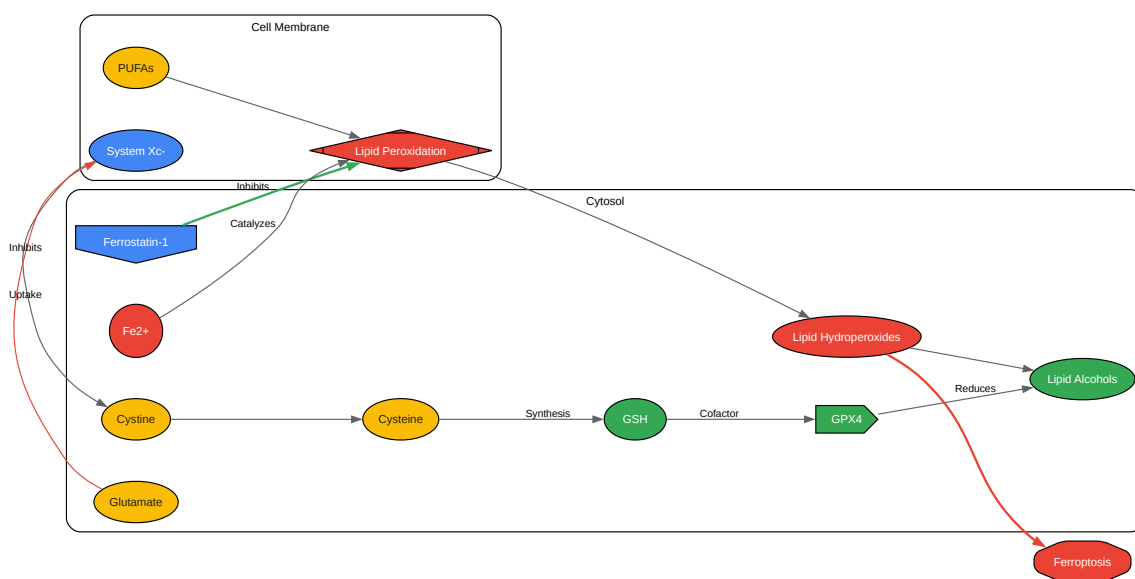 Cell Membrane
PUFAs
System Xc-
Lipid Peroxidation
Inhibits
Cytosol
Catalyzes
Ferrostatin-1
Inhibits
Uptake
Fe2+
Lipid Hydroperoxides
Lipid Alcohols
Reduces
Cystine
Cysteine
Synthesis
GSH
Cofactor
GPX4
Glutamate
Ferroptosis